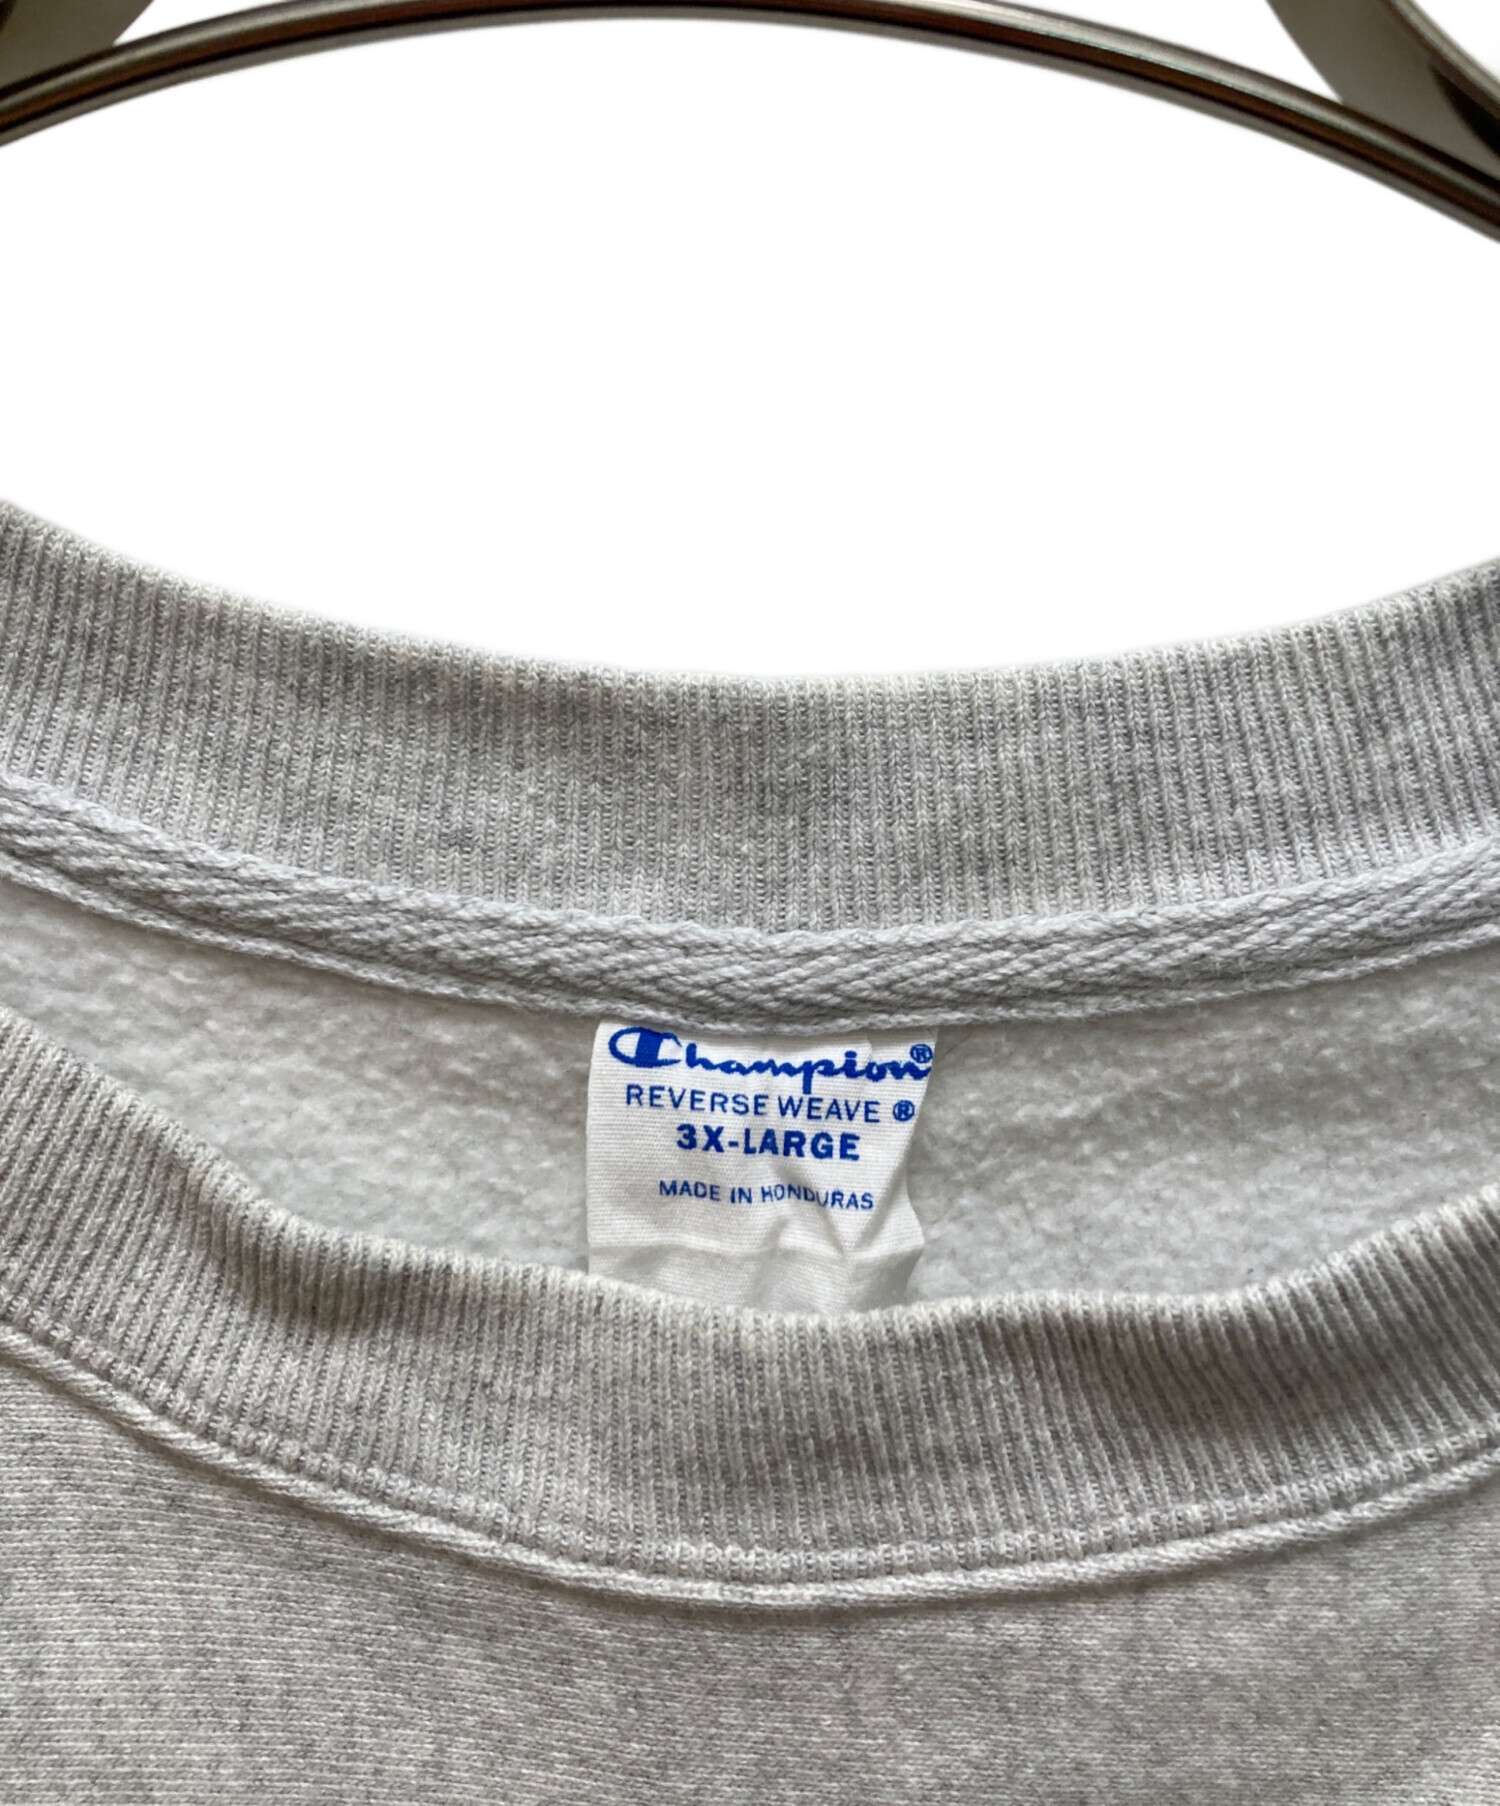 Champion®
REVERSE WEAVE ®
3X-LARGE
MADE IN HONDURAS